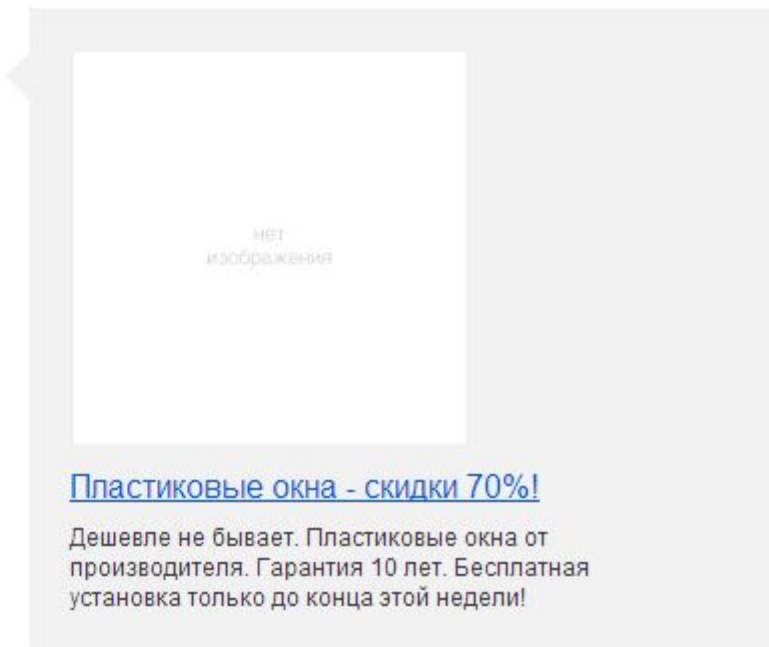 нет
изображения
Пластиковые окна - скидки 70%!
Дешевле не бывает. Пластиковые окна от
производителя. Гарантия 10 лет. Бесплатная
установка только до конца этой недели!